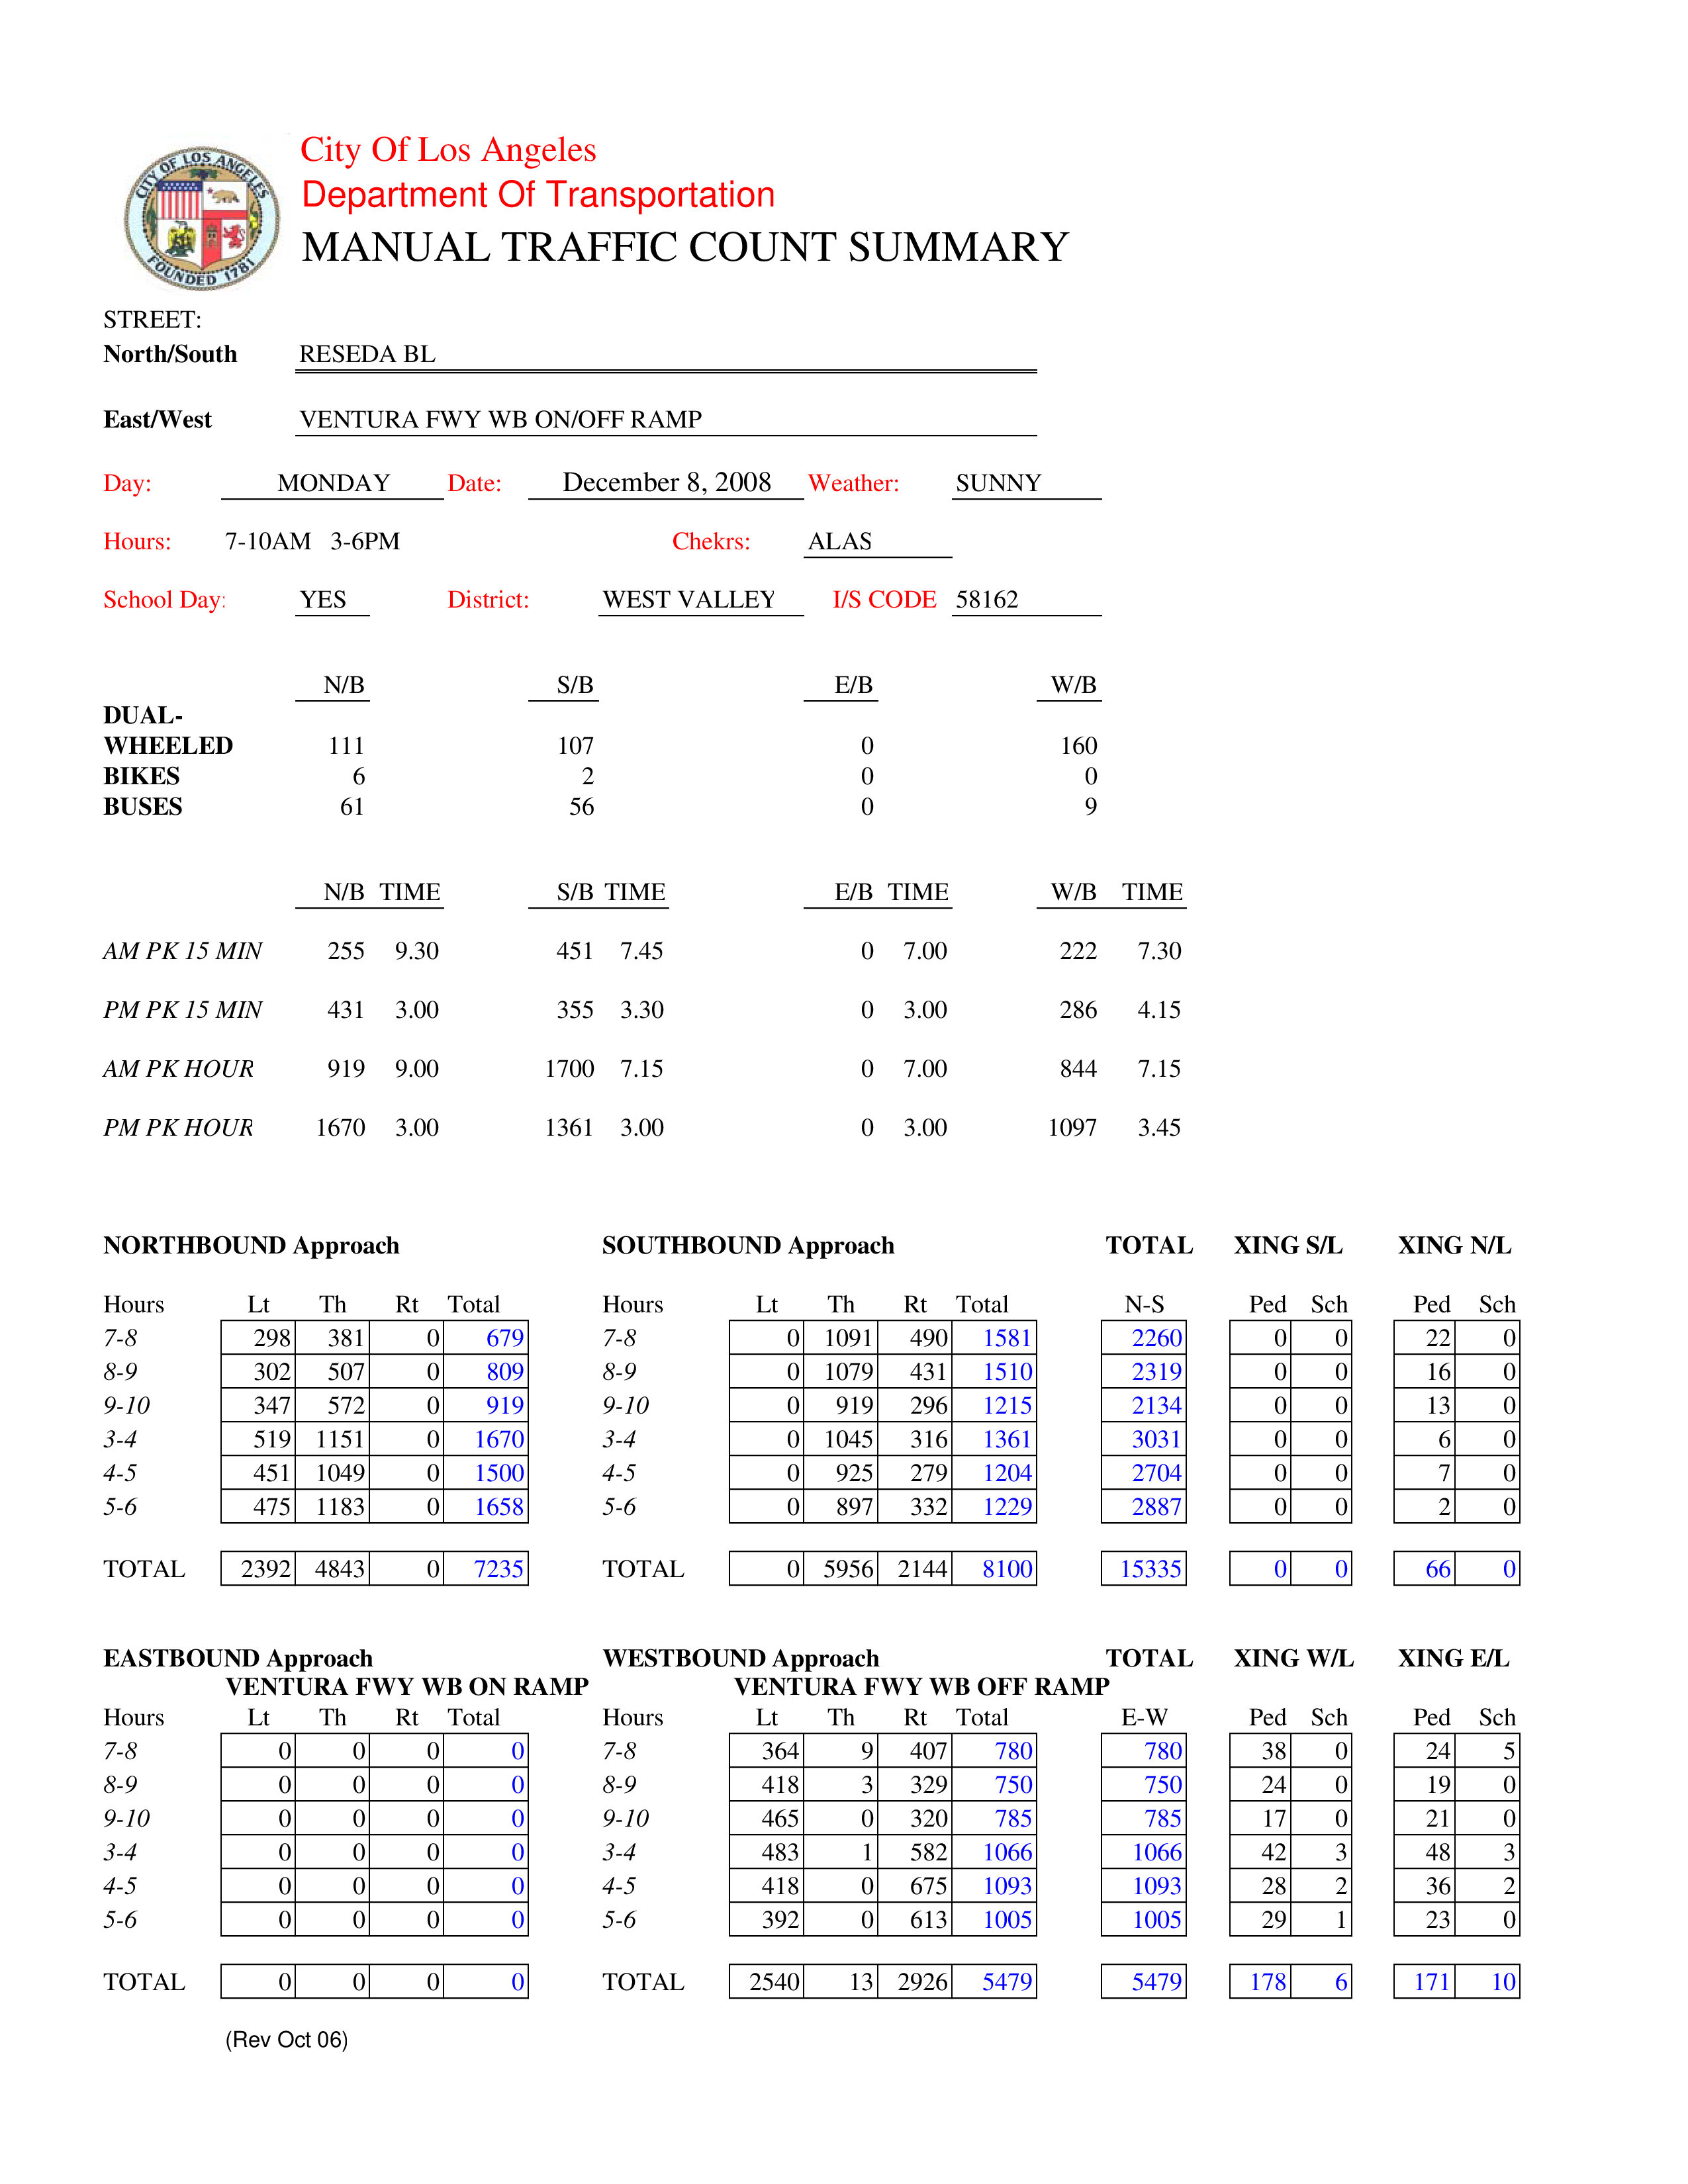 CITY OF LOS ANGELES
FOUNDED 1781
City Of Los Angeles
Department Of Transportation
MANUAL TRAFFIC COUNT SUMMARY
STREET:
North/South RESEDA BL
East/West VENTURA FWY WB ON/OFF RAMP
Day: MONDAY Date: December 8, 2008 Weather: SUNNY
Hours: 7-10AM 3-6PM Chekrs: ALAS
School Day: YES District: WEST VALLEY I/S CODE 58162
N/B S/B E/B W/B
DUAL-
WHEELED 111 107 0 160
BIKES 6 2 0 0
BUSES 61 56 0 9
N/B TIME S/B TIME E/B TIME W/B TIME
AM PK 15 MIN 255 9.30 451 7.45 0 7.00 222 7.30
PM PK 15 MIN 431 3.00 355 3.30 0 3.00 286 4.15
AM PK HOUR 919 9.00 1700 7.15 0 7.00 844 7.15
PM PK HOUR 1670 3.00 1361 3.00 0 3.00 1097 3.45
NORTHBOUND Approach SOUTHBOUND Approach TOTAL XING S/L XING N/L
Hours Lt Th Rt Total Hours Lt Th Rt Total N-S Ped Sch Ped Sch
7-8 298 381 0 679 7-8 0 1091 490 1581 2260 0 0 22 0
8-9 302 507 0 809 8-9 0 1079 431 1510 2319 0 0 16 0
9-10 347 572 0 919 9-10 0 919 296 1215 2134 0 0 13 0
3-4 519 1151 0 1670 3-4 0 1045 316 1361 3031 0 0 6 0
4-5 451 1049 0 1500 4-5 0 925 279 1204 2704 0 0 7 0
5-6 475 1183 0 1658 5-6 0 897 332 1229 2887 0 0 2 0
TOTAL 2392 4843 0 7235 TOTAL 0 5956 2144 8100 15335 0 0 66 0
EASTBOUND Approach WESTBOUND Approach TOTAL XING W/L XING E/L
VENTURA FWY WB ON RAMP VENTURA FWY WB OFF RAMP
Hours Lt Th Rt Total Hours Lt Th Rt Total E-W Ped Sch Ped Sch
7-8 0 0 0 0 7-8 364 9 407 780 780 38 0 24 5
8-9 0 0 0 0 8-9 418 3 329 750 750 24 0 19 0
9-10 0 0 0 0 9-10 465 0 320 785 785 17 0 21 0
3-4 0 0 0 0 3-4 483 1 582 1066 1066 42 3 48 3
4-5 0 0 0 0 4-5 418 0 675 1093 1093 28 2 36 2
5-6 0 0 0 0 5-6 392 0 613 1005 1005 29 1 23 0
TOTAL 0 0 0 0 TOTAL 2540 13 2926 5479 5479 178 6 171 10
(Rev Oct 06)